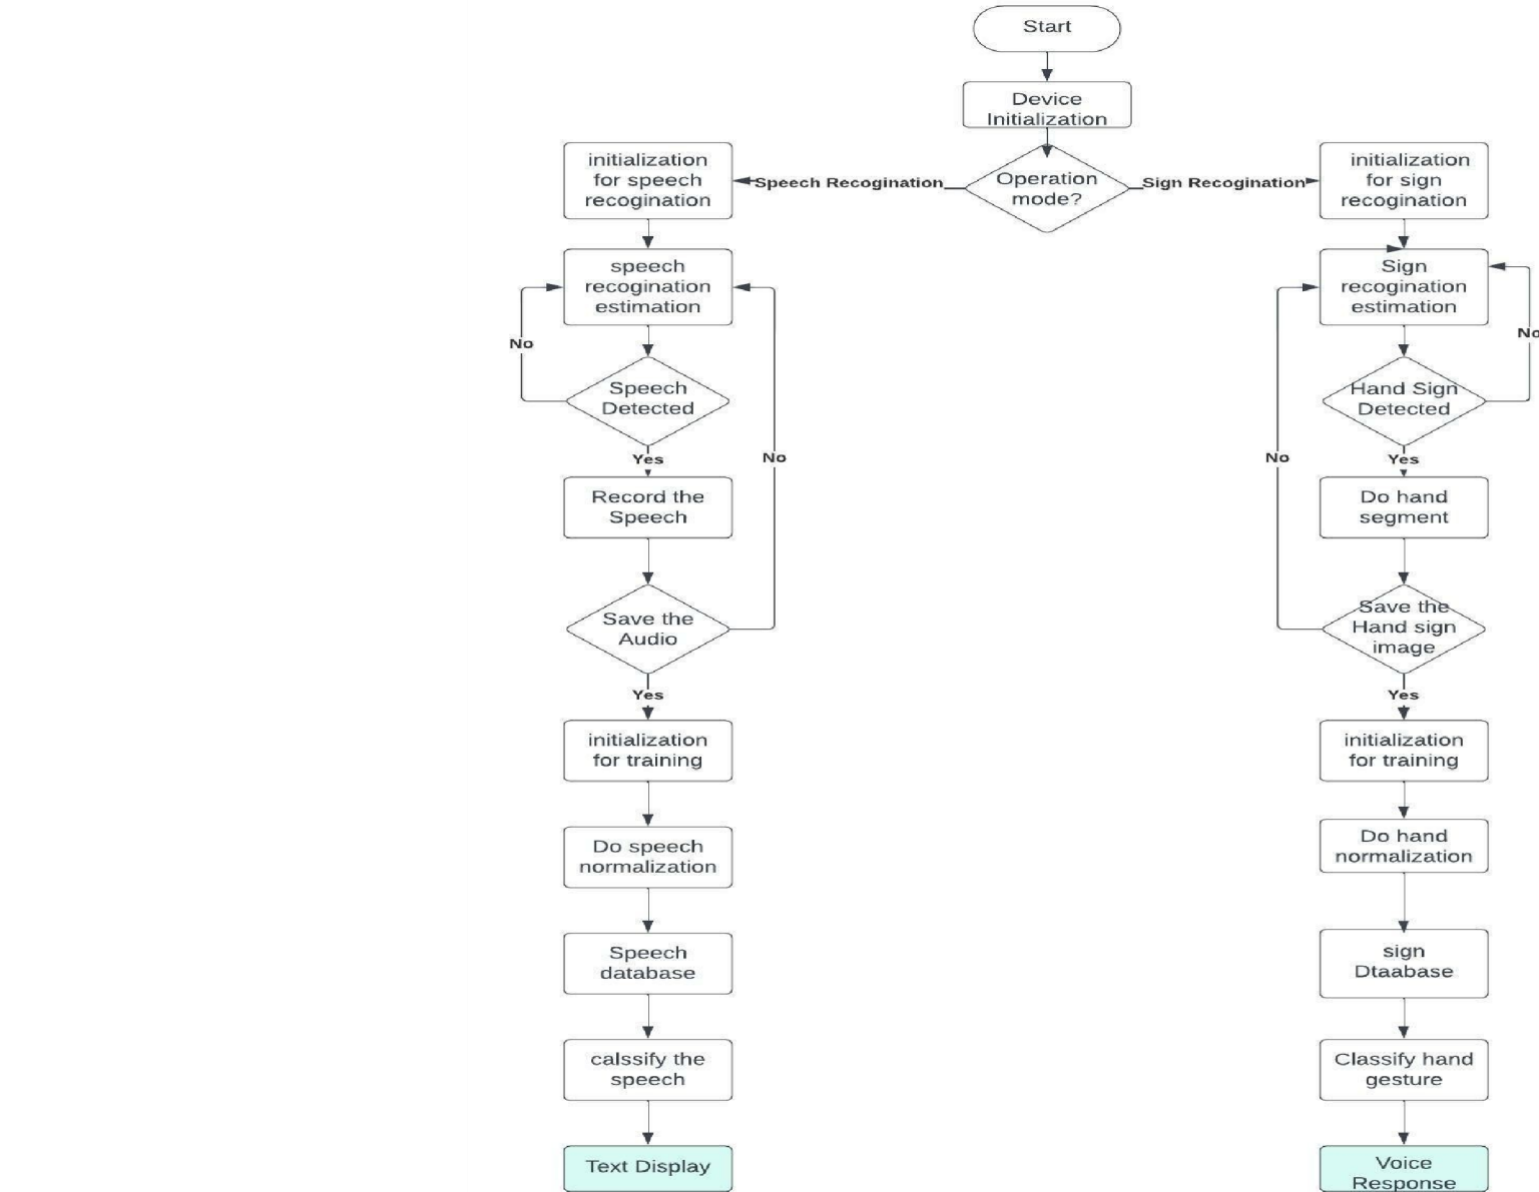 Start
Device
Initialization
Operation
mode?
Speech Recogination
Sign Recogination
initialization
for speech
recogination
speech
recogination
estimation
No
Speech
Detected
Yes
No
Record the
Speech
Save the
Audio
Yes
initialization
for training
Do speech
normalization
Speech
database
calssify the
speech
Text Display
initialization
for sign
recogination
Sign
recogination
estimation
No
Hand Sign
Detected
Yes
No
Do hand
segment
Save the
Hand sign
image
Yes
initialization
for training
Do hand
normalization
sign
Dtaabase
Classify hand
gesture
Voice
Response